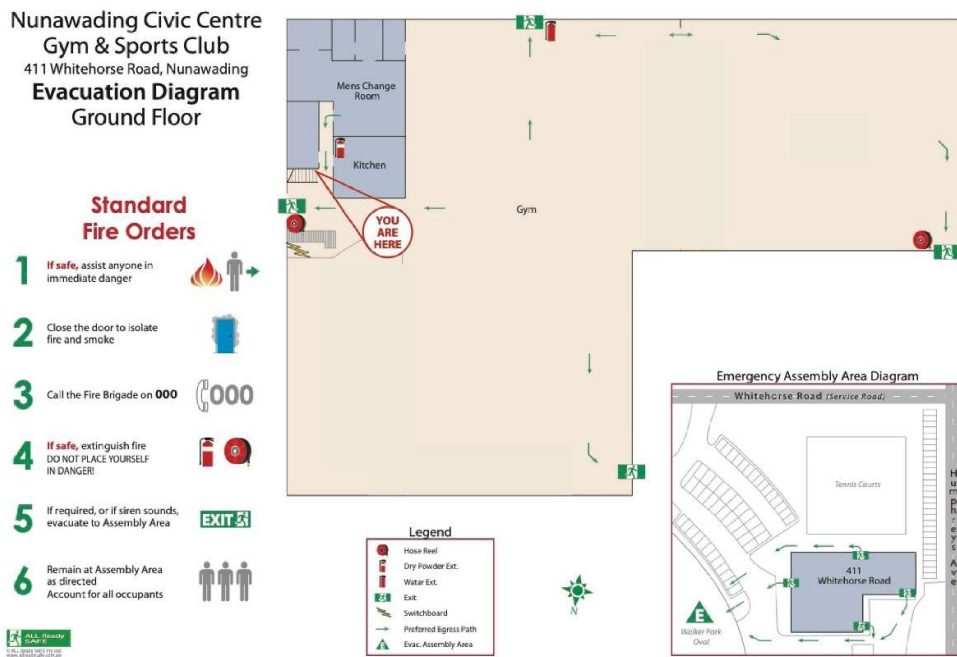 Nunawading Civic Centre
Gym & Sports Club
411 Whitehorse Road, Nunawading
Evacuation Diagram
Ground Floor
Standard
Fire Orders
1
If safe, assist anyone in
immediate danger
2
Close the door to isolate
fire and smoke
3
Call the Fire Brigade on 000
000
4
If safe, extinguish fire
DO NOT PLACE YOURSELF
IN DANGER!
5
If required, or if siren sounds,
evacuate to Assembly Area
EXIT
6
Remain at Assembly Area
as directed
Account for all occupants
ALL Ready
SAFE
Mens Change
Room
Kitchen
YOU
ARE
HERE
Gym
Legend
Hose Reel
Dry Powder Ext.
Water Ext.
Exit
Switchboard
Preferred Egress Path
E
Evac. Assembly Area
N
Emergency Assembly Area Diagram
Whitehorse Road (Service Road)
Tennis Courts
Humphreys Ave
411
Whitehorse Road
E
Walker Park
Oval